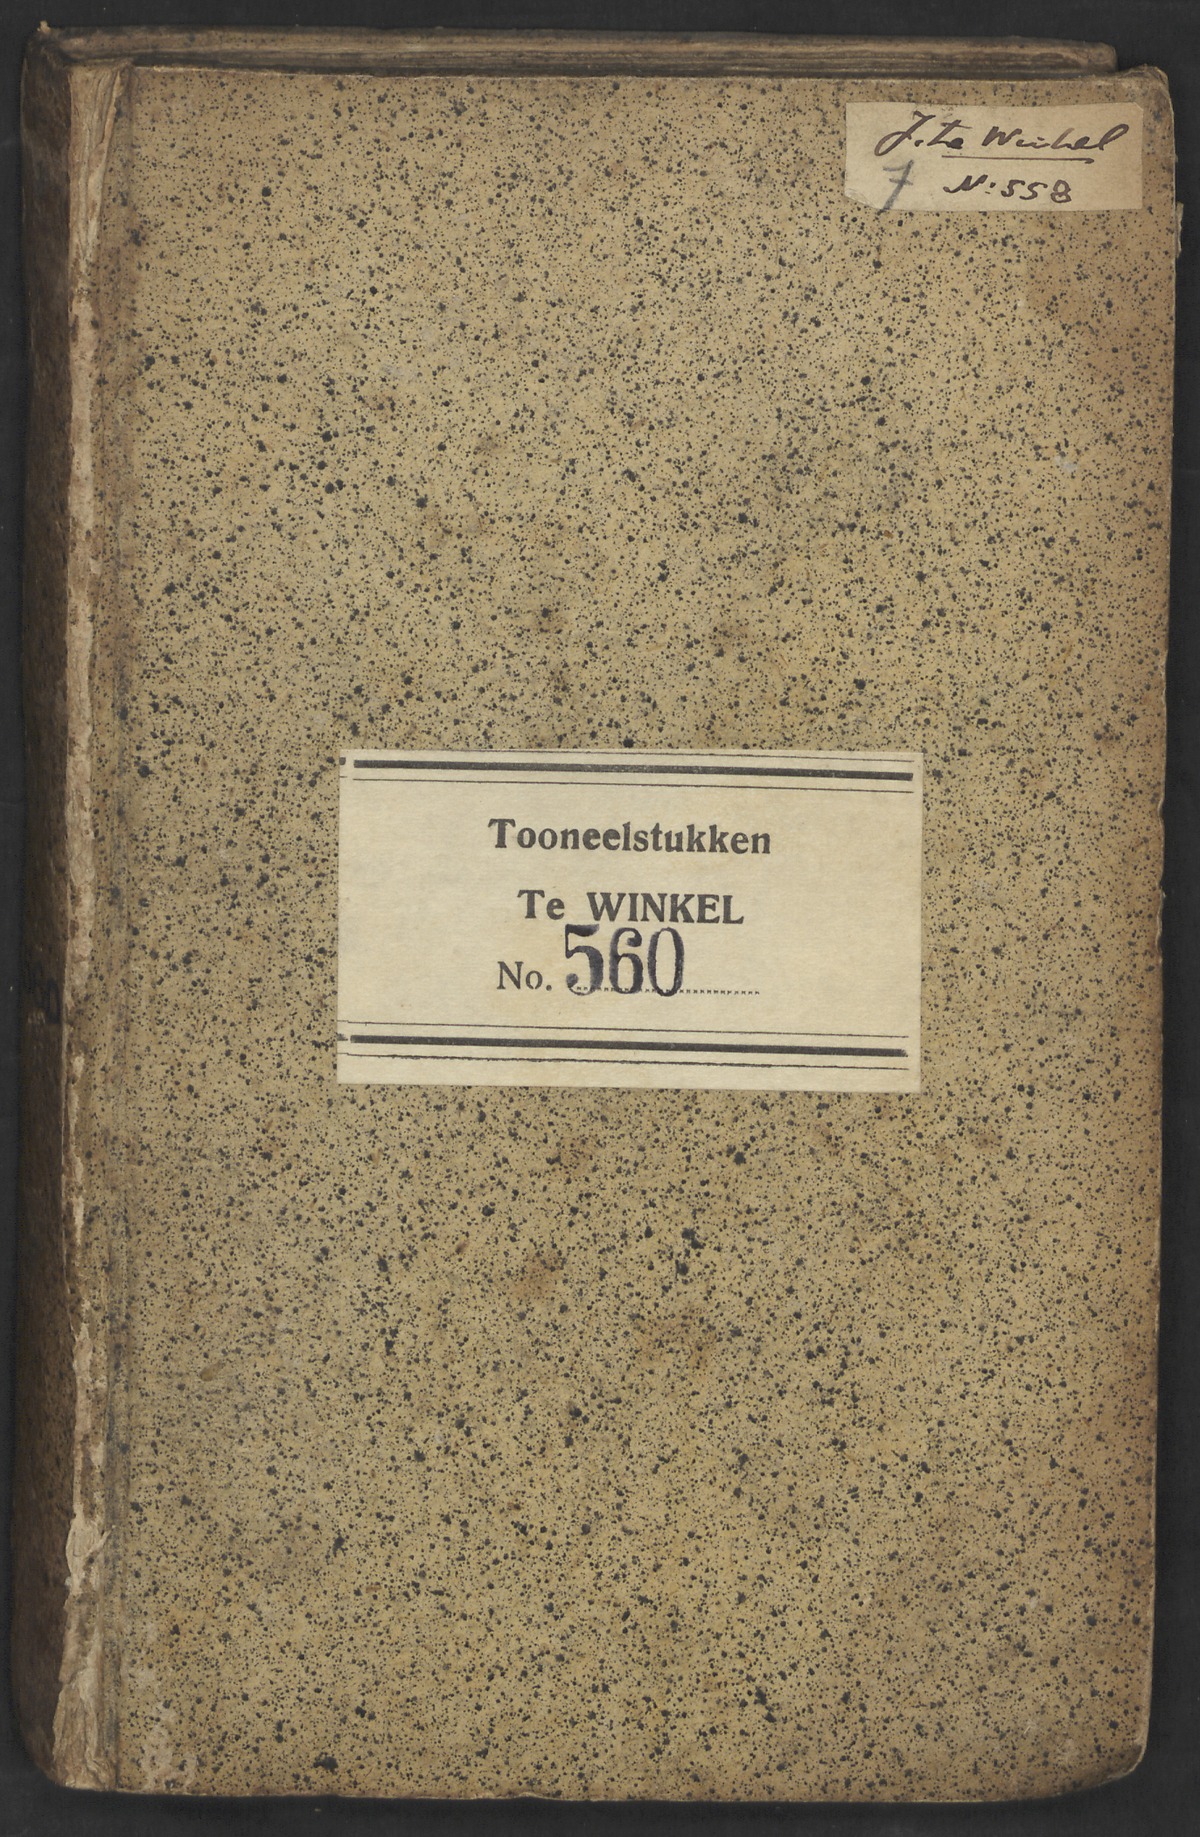 J. te Winkel
7 N: 558
Tooneelstukken
Te WINKEL
No. 560